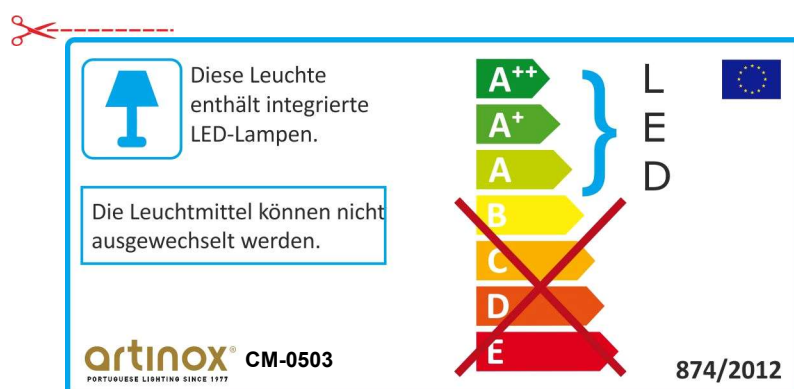 Diese Leuchte
enthält integrierte
LED-Lampen.
Die Leuchtmittel können nicht
ausgewechselt werden.
artinox® CM-0503
PORTUGUESE LIGHTING SINCE 1977
A++
A+
A
B
C
D
E
L
E
D
874/2012